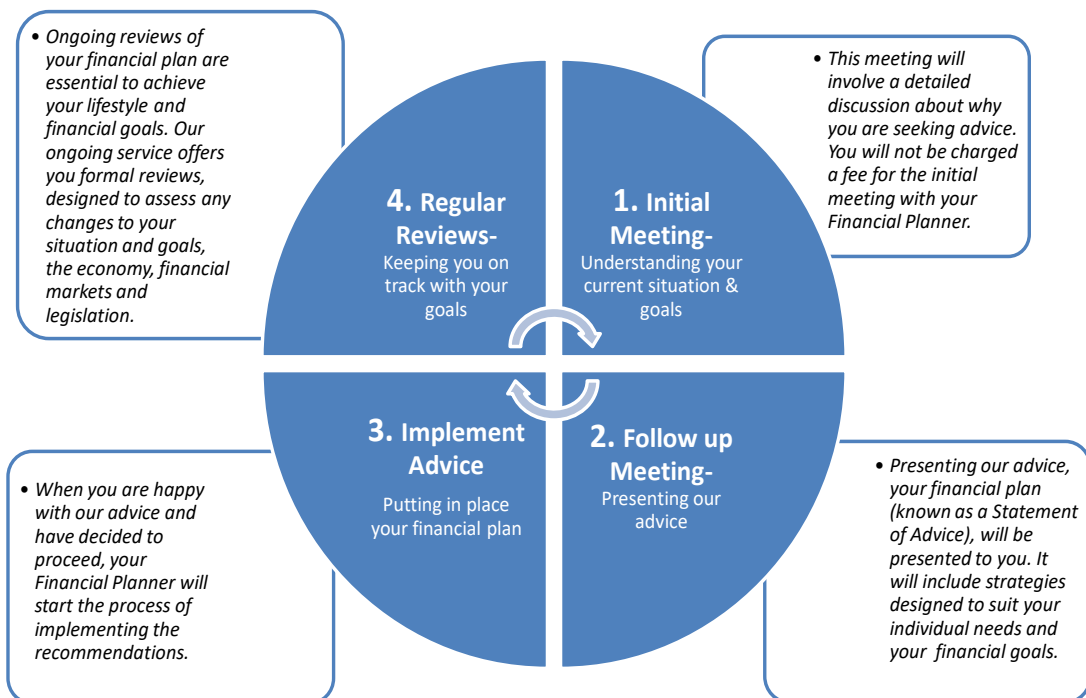 • Ongoing reviews of
your financial plan are
essential to achieve
your lifestyle and
financial goals. Our
ongoing service offers
you formal reviews,
designed to assess any
changes to your
situation and goals,
the economy, financial
markets and
legislation.
• This meeting will
involve a detailed
discussion about why
you are seeking advice.
You will not be charged
a fee for the initial
meeting with your
Financial Planner.
4. Regular
Reviews-
Keeping you on
track with your
goals
1. Initial
Meeting-
Understanding your
current situation &
goals
3. Implement
Advice
Putting in place
your financial plan
2. Follow up
Meeting-
Presenting our
advice
• When you are happy
with our advice and
have decided to
proceed, your
Financial Planner will
start the process of
implementing the
recommendations.
• Presenting our advice,
your financial plan
(known as a Statement
of Advice), will be
presented to you. It
will include strategies
designed to suit your
individual needs and
your financial goals.